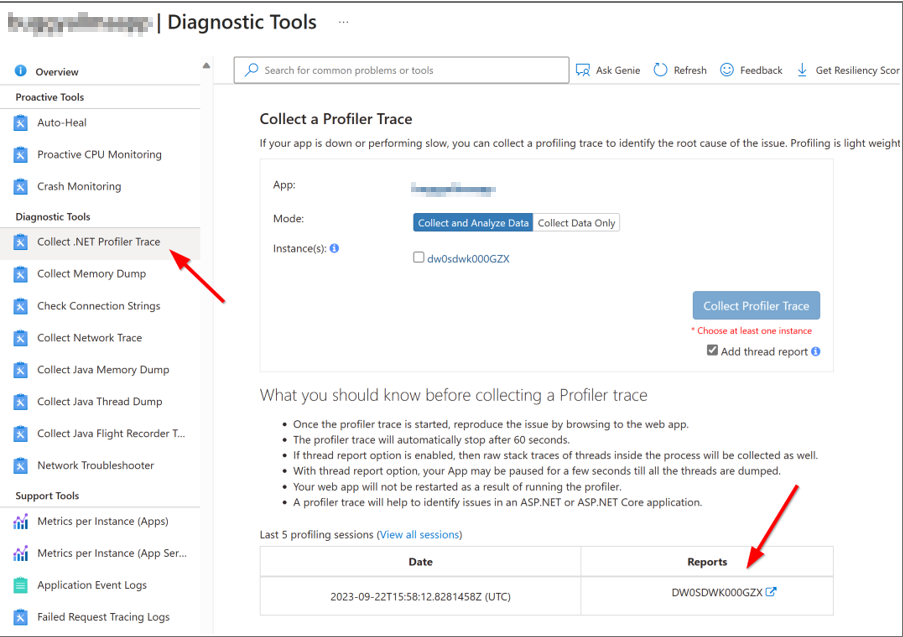 | Diagnostic Tools ...
Overview
Proactive Tools
Auto-Heal
Proactive CPU Monitoring
Crash Monitoring
Diagnostic Tools
Collect .NET Profiler Trace
Collect Memory Dump
Check Connection Strings
Collect Network Trace
Collect Java Memory Dump
Collect Java Thread Dump
Collect Java Flight Recorder T...
Network Troubleshooter
Support Tools
Metrics per Instance (Apps)
Metrics per Instance (App Ser...
Application Event Logs
Failed Request Tracing Logs
Search for common problems or tools
Ask Genie
Refresh
Feedback
Get Resiliency Scor
Collect a Profiler Trace
If your app is down or performing slow, you can collect a profiling trace to identify the root cause of the issue. Profiling is light weight
App:
Mode:
Collect and Analyze Data
Collect Data Only
Instance(s):
dw0sdwk000GZX
Collect Profiler Trace
* Choose at least one instance
Add thread report
What you should know before collecting a Profiler trace
• Once the profiler trace is started, reproduce the issue by browsing to the web app.
• The profiler trace will automatically stop after 60 seconds.
• If thread report option is enabled, then raw stack traces of threads inside the process will be collected as well.
• With thread report option, your App may be paused for a few seconds till all the threads are dumped.
• Your web app will not be restarted as a result of running the profiler.
• A profiler trace will help to identify issues in an ASP.NET or ASP.NET Core application.
Last 5 profiling sessions (View all sessions)
Date
Reports
2023-09-22T15:58:12.8281458Z (UTC)
DW0SDWK000GZX